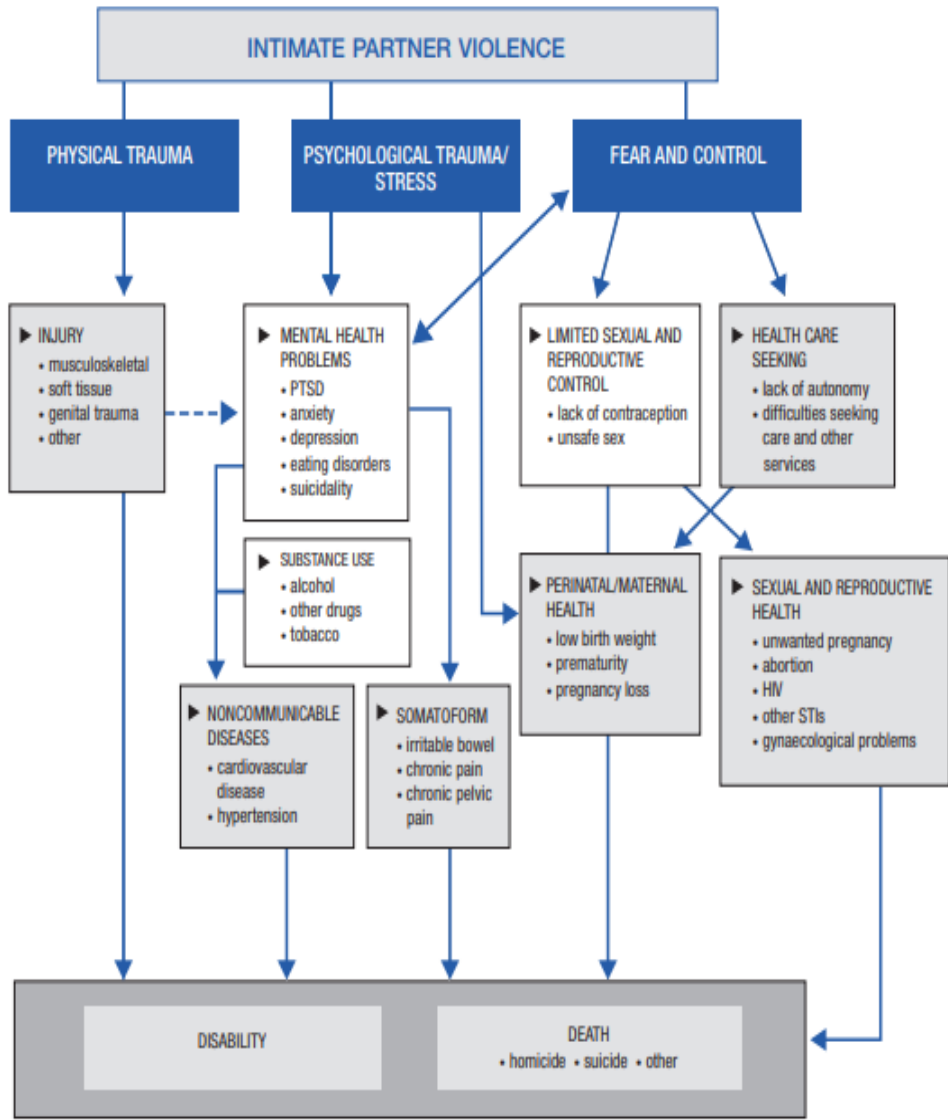 INTIMATE PARTNER VIOLENCE
PHYSICAL TRAUMA
PSYCHOLOGICAL TRAUMA/
STRESS
FEAR AND CONTROL
▶ INJURY
• musculoskeletal
• soft tissue
• genital trauma
• other
▶ MENTAL HEALTH
PROBLEMS
• PTSD
• anxiety
• depression
• eating disorders
• suicidality
▶ LIMITED SEXUAL AND
REPRODUCTIVE
CONTROL
• lack of contraception
• unsafe sex
▶ HEALTH CARE
SEEKING
• lack of autonomy
• difficulties seeking
care and other
services
▶ SUBSTANCE USE
• alcohol
• other drugs
• tobacco
▶ PERINATAL/MATERNAL
HEALTH
• low birth weight
• prematurity
• pregnancy loss
▶ SEXUAL AND REPRODUCTIVE
HEALTH
• unwanted pregnancy
• abortion
• HIV
• other STIs
• gynaecological problems
▶ NONCOMMUNICABLE
DISEASES
• cardiovascular
disease
• hypertension
▶ SOMATOFORM
• irritable bowel
• chronic pain
• chronic pelvic
pain
DISABILITY
DEATH
• homicide • suicide • other